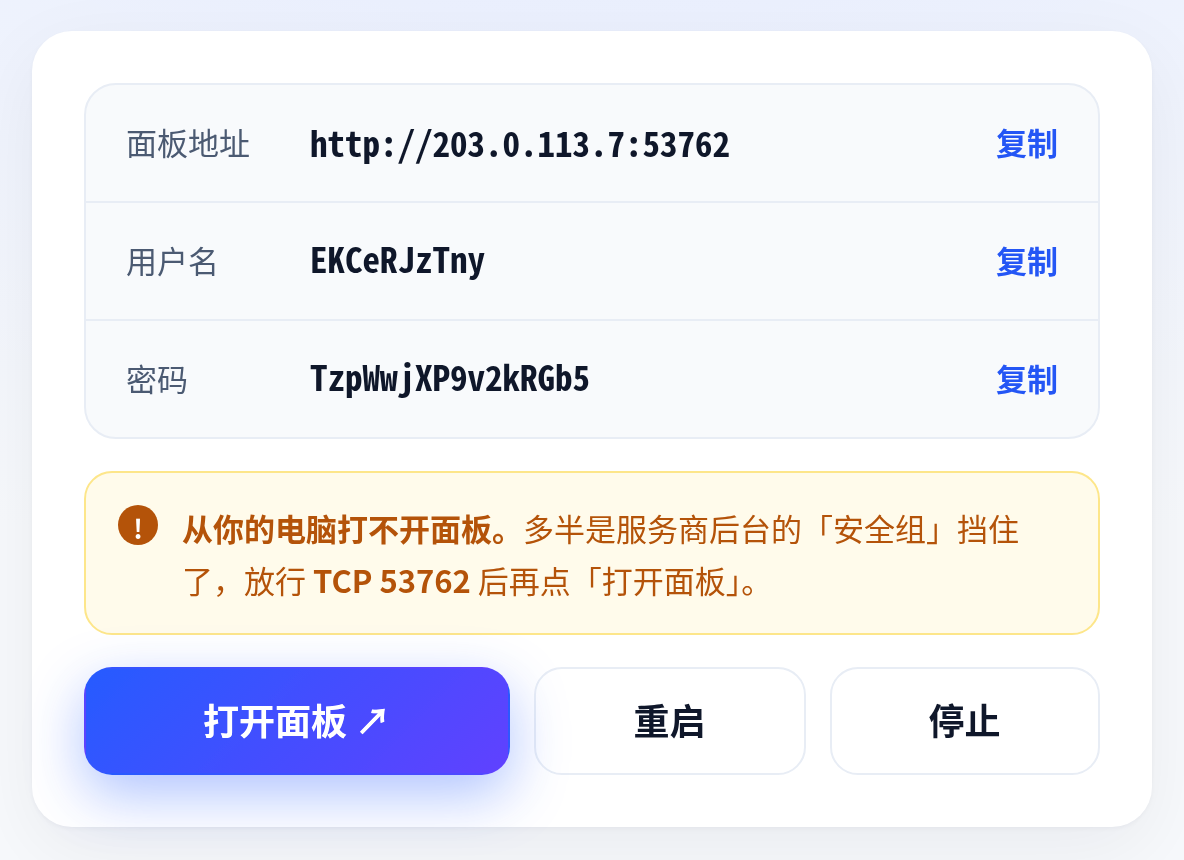 面板地址 http://203.0.113.7:53762 复制
用户名 EKCeRJzTny 复制
密码 TzpWwjXP9v2kRGb5 复制
! 从你的电脑打不开面板。多半是服务商后台的「安全组」挡住
了，放行 TCP 53762 后再点「打开面板」。
打开面板 ↗ 重启 停止